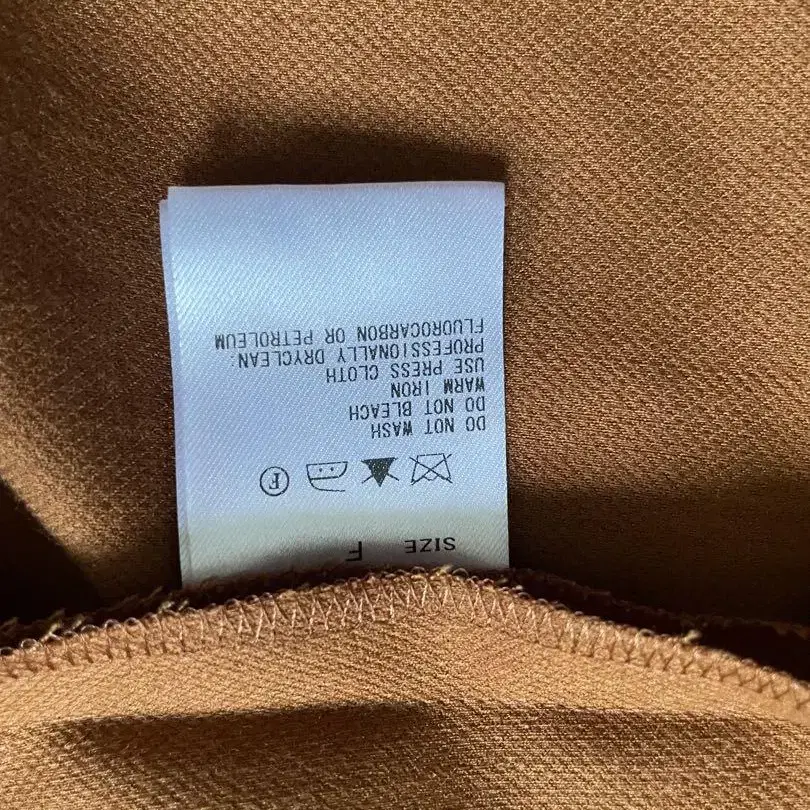 SIZE F
F
DO NOT WASH
DO NOT BLEACH
WARM IRON
USE PRESS CLOTH
PROFESSIONALLY DRYCLEAN:
FLUOROCARBON OR PETROLEUM